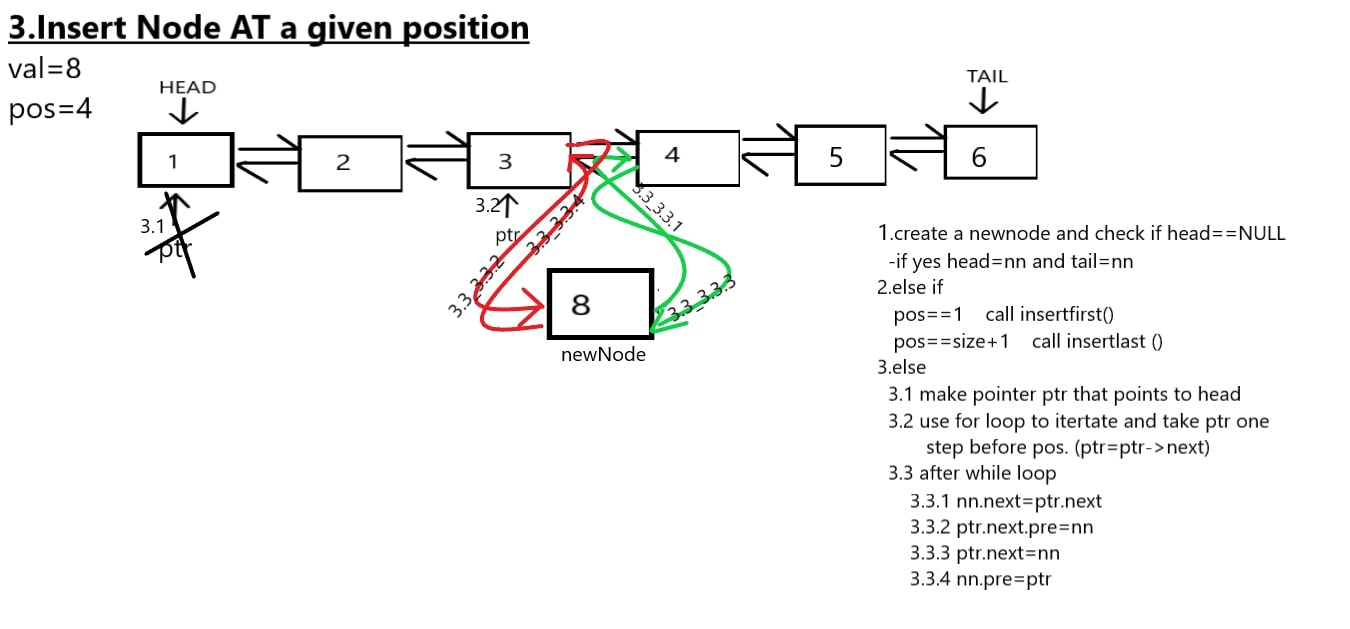 3.Insert Node AT a given position
val=8
pos=4
HEAD
TAIL
1
2
3
4
5
6
3.1
ptr
3.2
ptr
3.3_3.3.1
3.3_3.3.2
3.3_3.3.4
3.3_3.3.3
8
newNode
1.create a newnode and check if head==NULL
-if yes head=nn and tail=nn
2.else if
pos==1 call insertfirst()
pos==size+1 call insertlast ()
3.else
3.1 make pointer ptr that points to head
3.2 use for loop to itertate and take ptr one
step before pos. (ptr=ptr->next)
3.3 after while loop
3.3.1 nn.next=ptr.next
3.3.2 ptr.next.pre=nn
3.3.3 ptr.next=nn
3.3.4 nn.pre=ptr